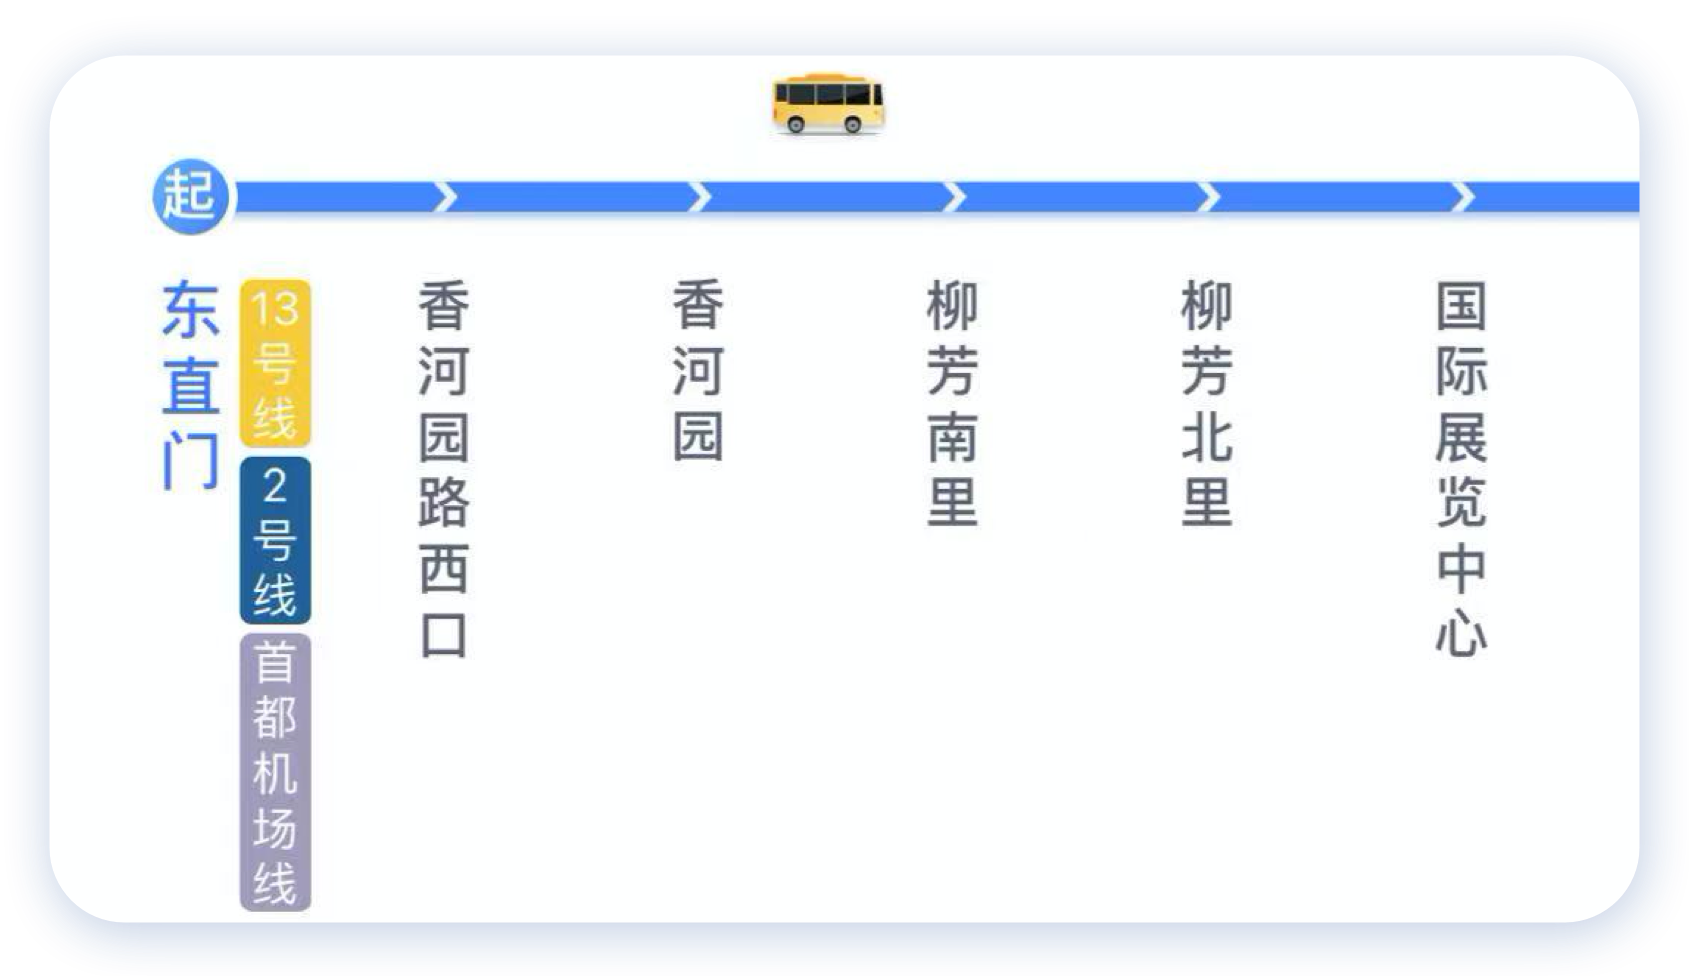 起
东直门
13号线
2号线
首都机场线
香河园路西口
香河园
柳芳南里
柳芳北里
国际展览中心